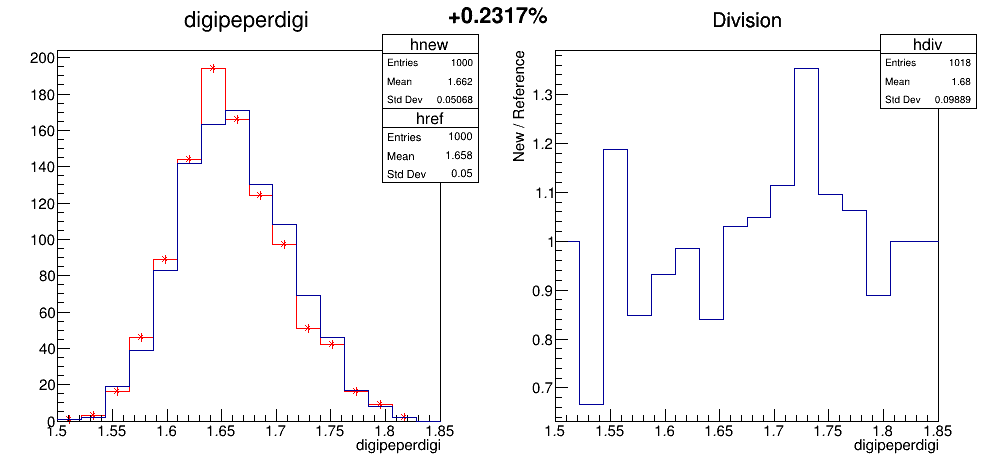 +0.2317%
digipeperdigi
hnew
Entries 1000
Mean 1.662
Std Dev 0.05068
href
Entries 1000
Mean 1.658
Std Dev 0.05
200
180
160
140
120
100
80
60
40
20
0
1.5 1.55 1.6 1.65 1.7 1.75 1.8 1.85
digipeperdigi
Division
hdiv
Entries 1018
Mean 1.68
Std Dev 0.09889
New / Reference
1.3
1.2
1.1
1
0.9
0.8
0.7
1.5 1.55 1.6 1.65 1.7 1.75 1.8 1.85
digipeperdigi